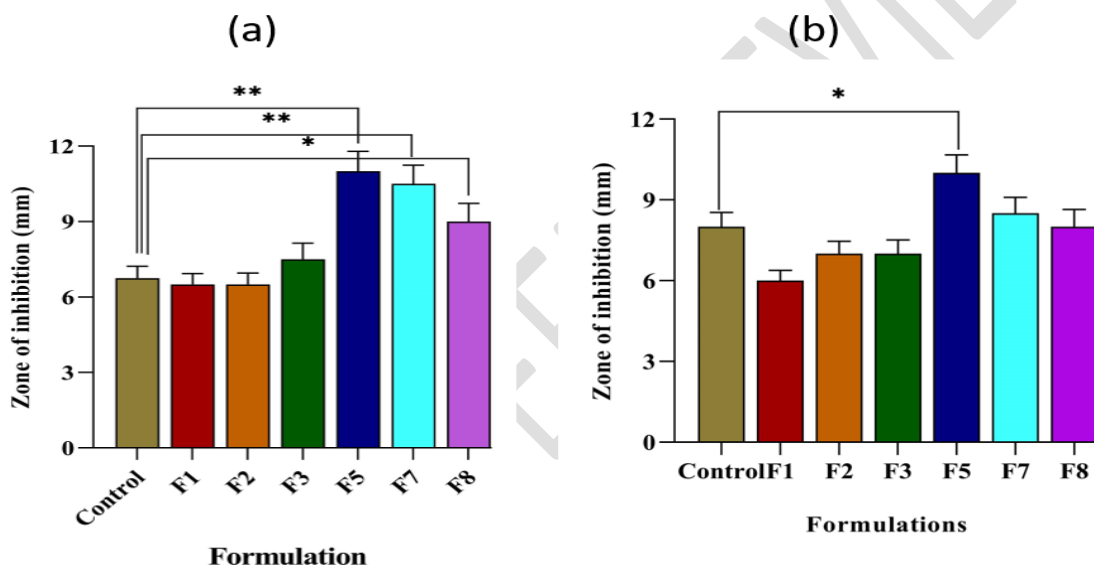 (a)
(b)
**
**
*
12
9
6
3
0
Zone of inhibition (mm)
Control
F1
F2
F3
F5
F7
F8
Formulation
*
12
9
6
3
0
Zone of inhibition (mm)
ControlF1 F2 F3 F5 F7 F8
Formulations